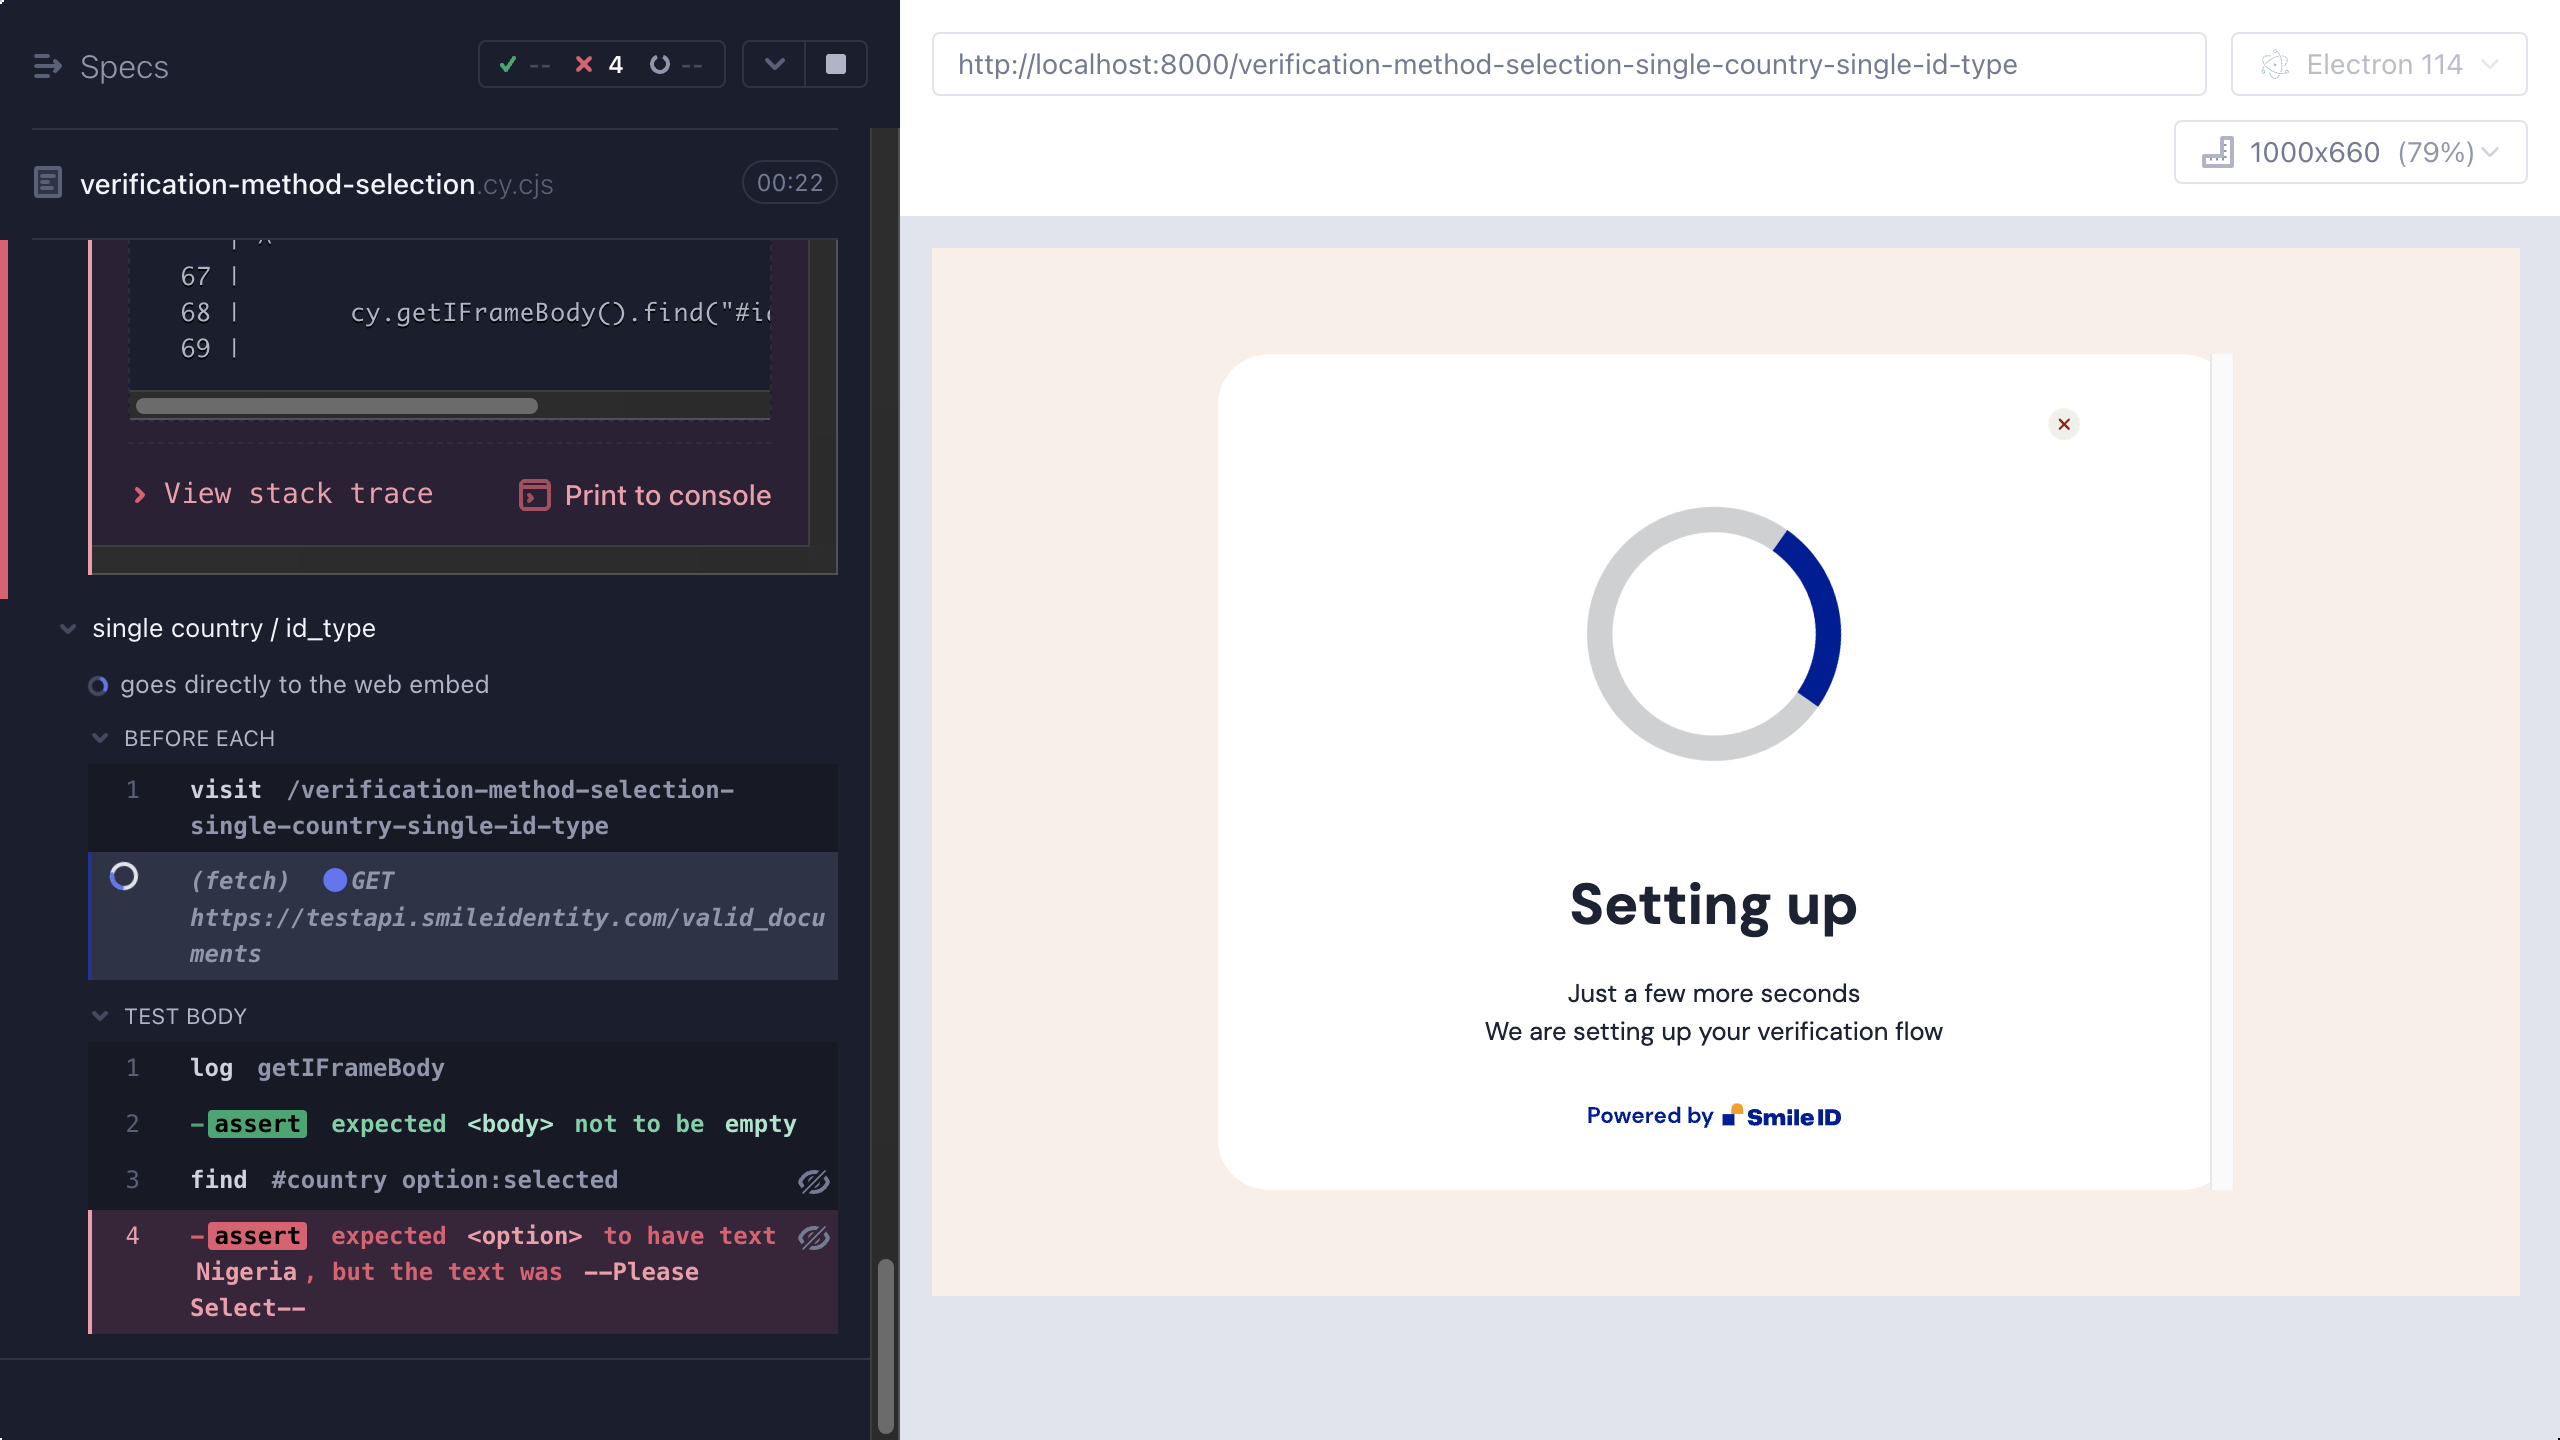 Specs
-- 4 --
verification-method-selection.cy.cjs 00:22
67 |
68 | cy.getIFrameBody().find("#i
69 |
View stack trace Print to console
single country / id_type
goes directly to the web embed
BEFORE EACH
1 visit /verification-method-selection-
single-country-single-id-type
(fetch) GET
https://testapi.smileidentity.com/valid_docu
ments
TEST BODY
1 log getIFrameBody
2 -assert expected <body> not to be empty
3 find #country option:selected
4 -assert expected <option> to have text
Nigeria, but the text was --Please
Select--
http://localhost:8000/verification-method-selection-single-country-single-id-type
Electron 114
1000x660 (79%)
Setting up
Just a few more seconds
We are setting up your verification flow
Powered by Smile ID